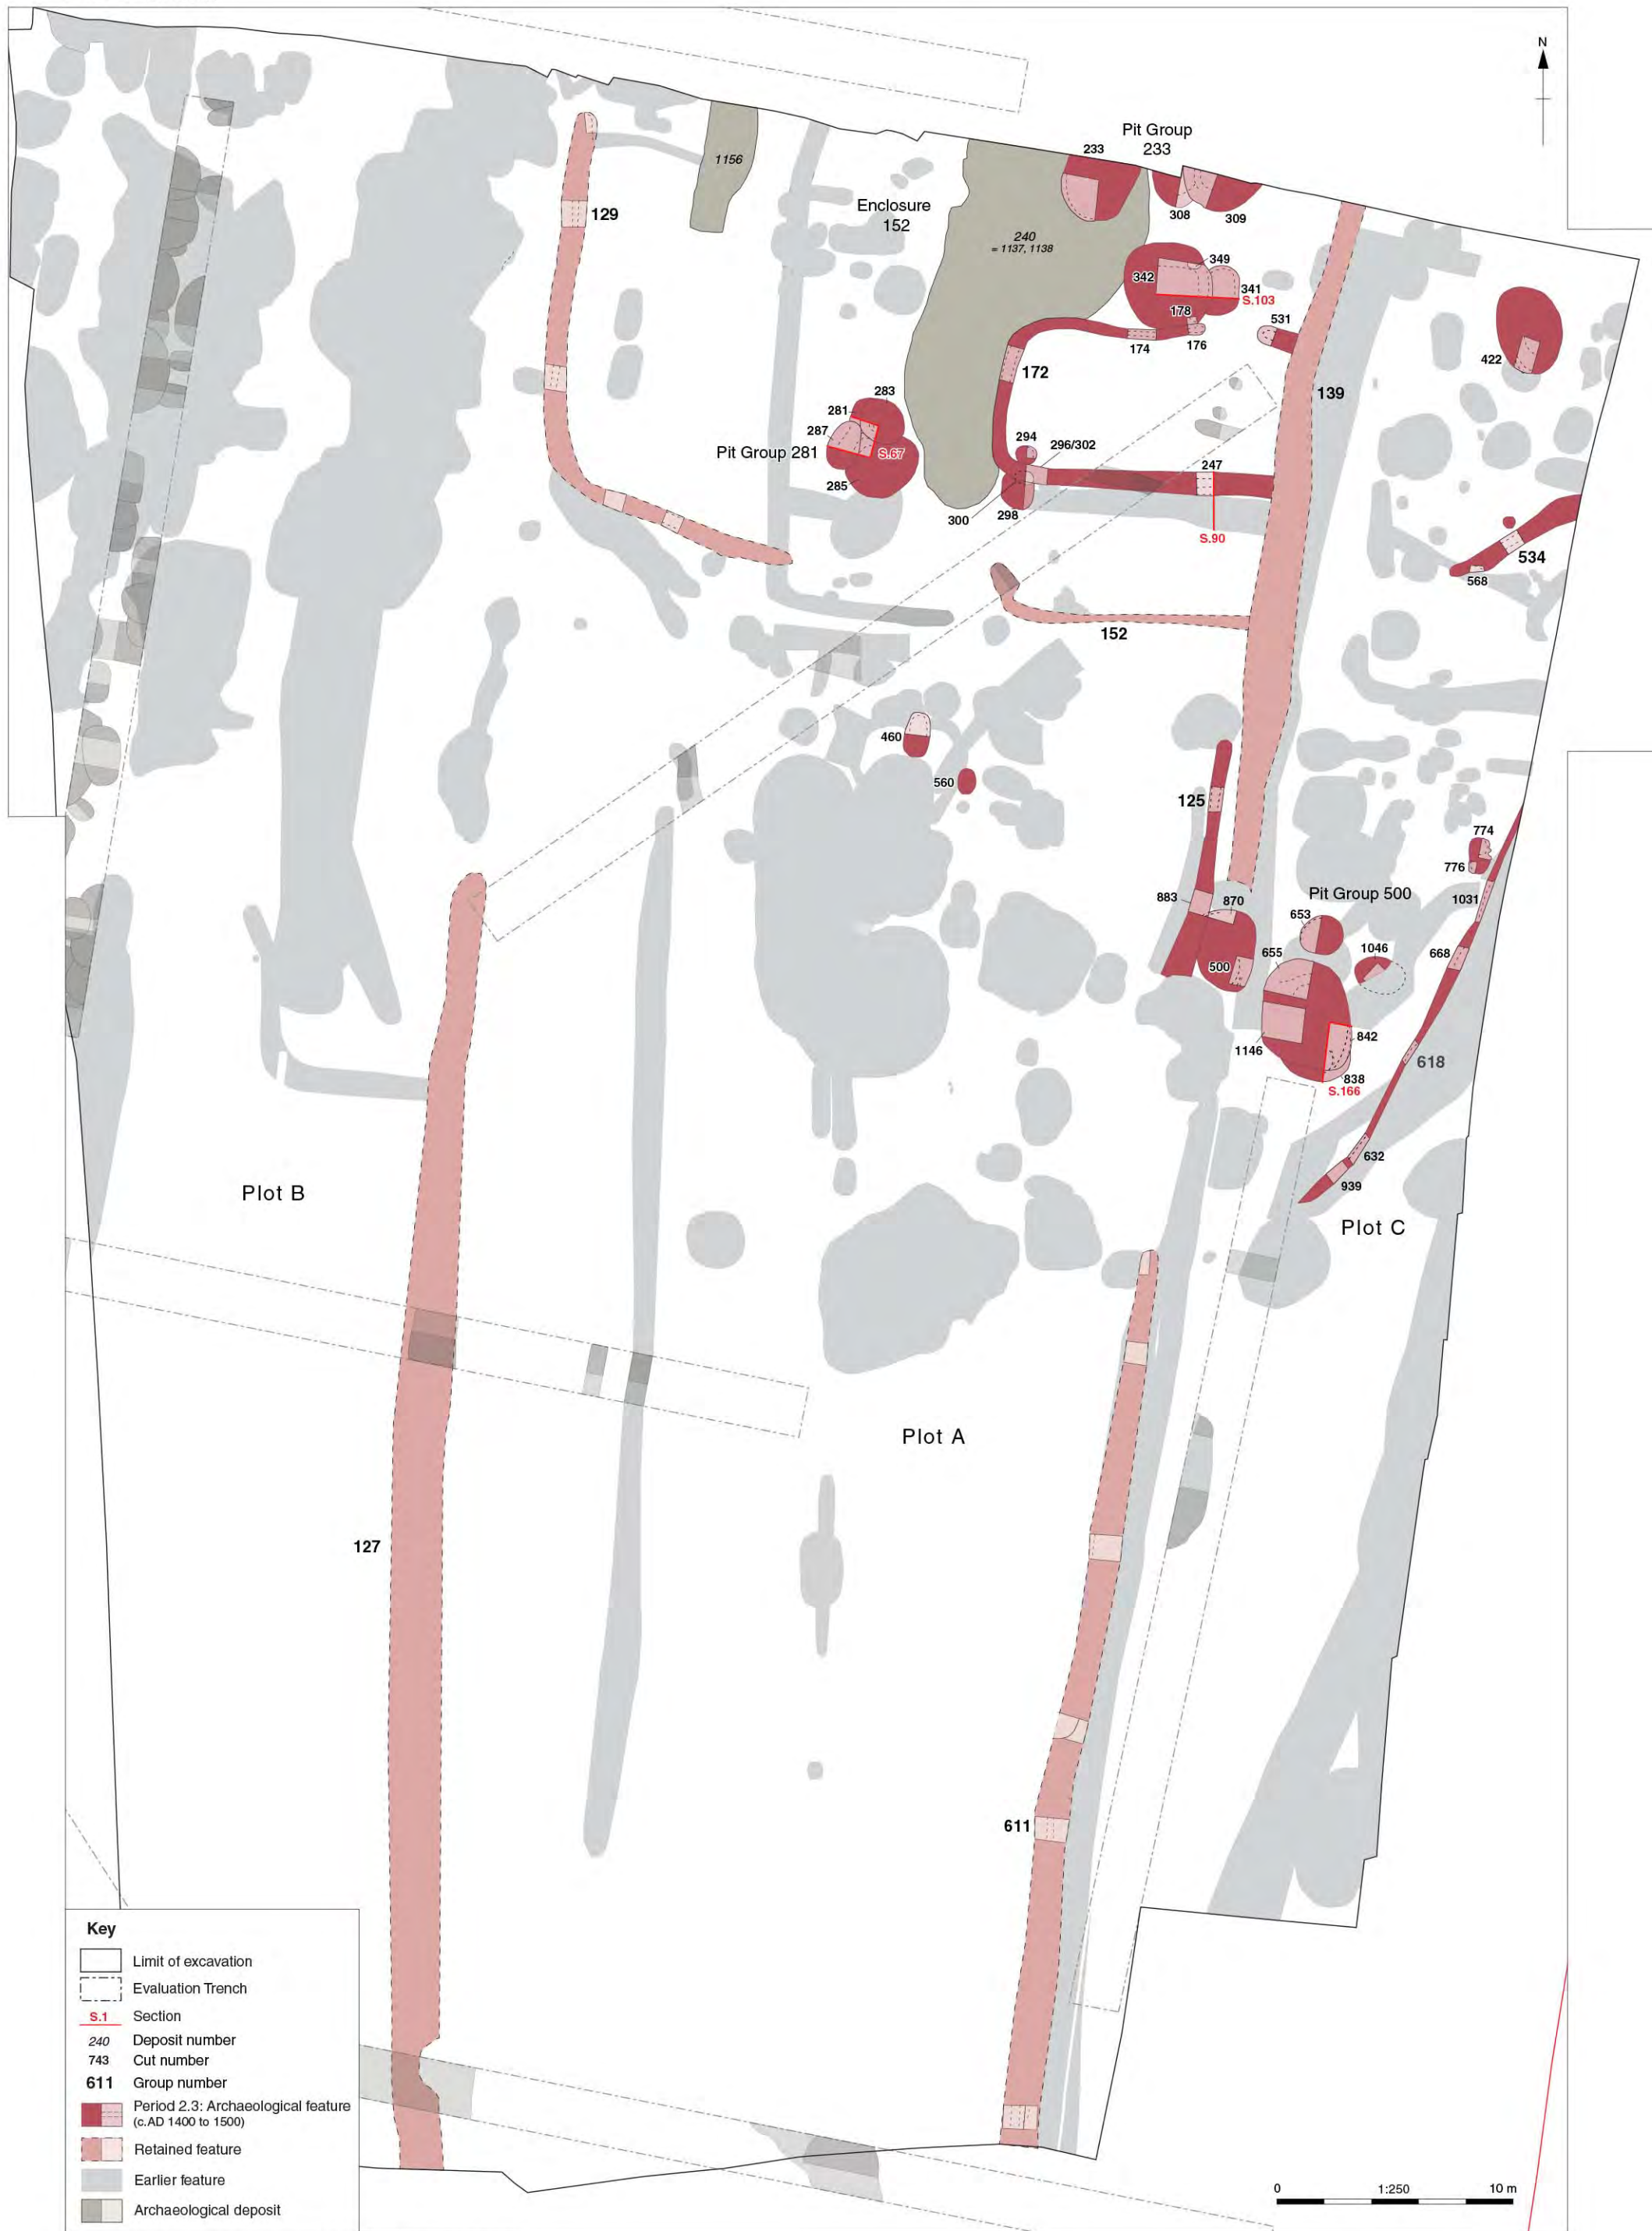 N
Pit Group
233
233
1156
129
Enclosure
152
308
309
240
= 1137, 1138
349
342
341
S.103
178
531
174
176
422
172
139
283
281
287
294
296/302
Pit Group 281
S.67
247
285
300
298
S.90
534
568
152
460
560
125
774
776
Pit Group 500
883
870
1031
653
1046
655
668
500
842
1146
618
838
S.166
632
939
Plot B
Plot C
Plot A
127
611
Key
Limit of excavation
Evaluation Trench
S.1 Section
240 Deposit number
743 Cut number
611 Group number
Period 2.3: Archaeological feature
(c.AD 1400 to 1500)
Retained feature
Earlier feature
Archaeological deposit
0 1:250 10 m